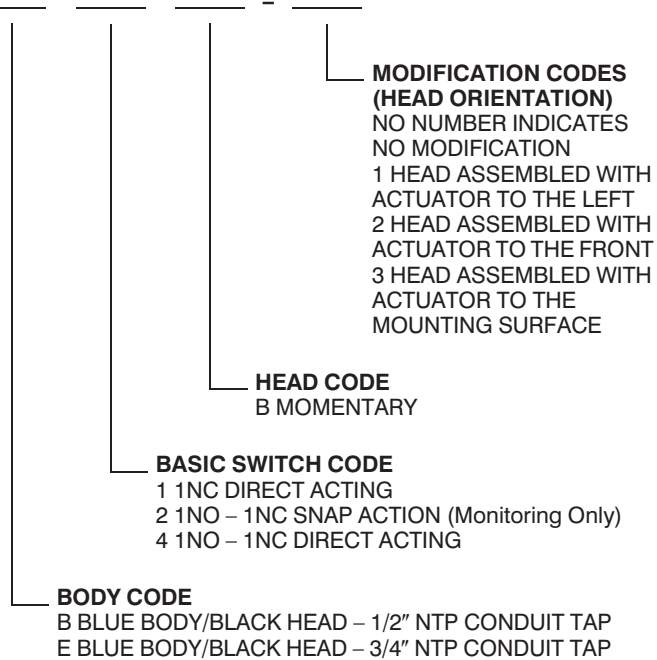 –
MODIFICATION CODES
(HEAD ORIENTATION)
NO NUMBER INDICATES
NO MODIFICATION
1 HEAD ASSEMBLED WITH
ACTUATOR TO THE LEFT
2 HEAD ASSEMBLED WITH
ACTUATOR TO THE FRONT
3 HEAD ASSEMBLED WITH
ACTUATOR TO THE
MOUNTING SURFACE
HEAD CODE
B MOMENTARY
BASIC SWITCH CODE
1 1NC DIRECT ACTING
2 1NO – 1NC SNAP ACTION (Monitoring Only)
4 1NO – 1NC DIRECT ACTING
BODY CODE
B BLUE BODY/BLACK HEAD – 1/2″ NTP CONDUIT TAP
E BLUE BODY/BLACK HEAD – 3/4″ NTP CONDUIT TAP